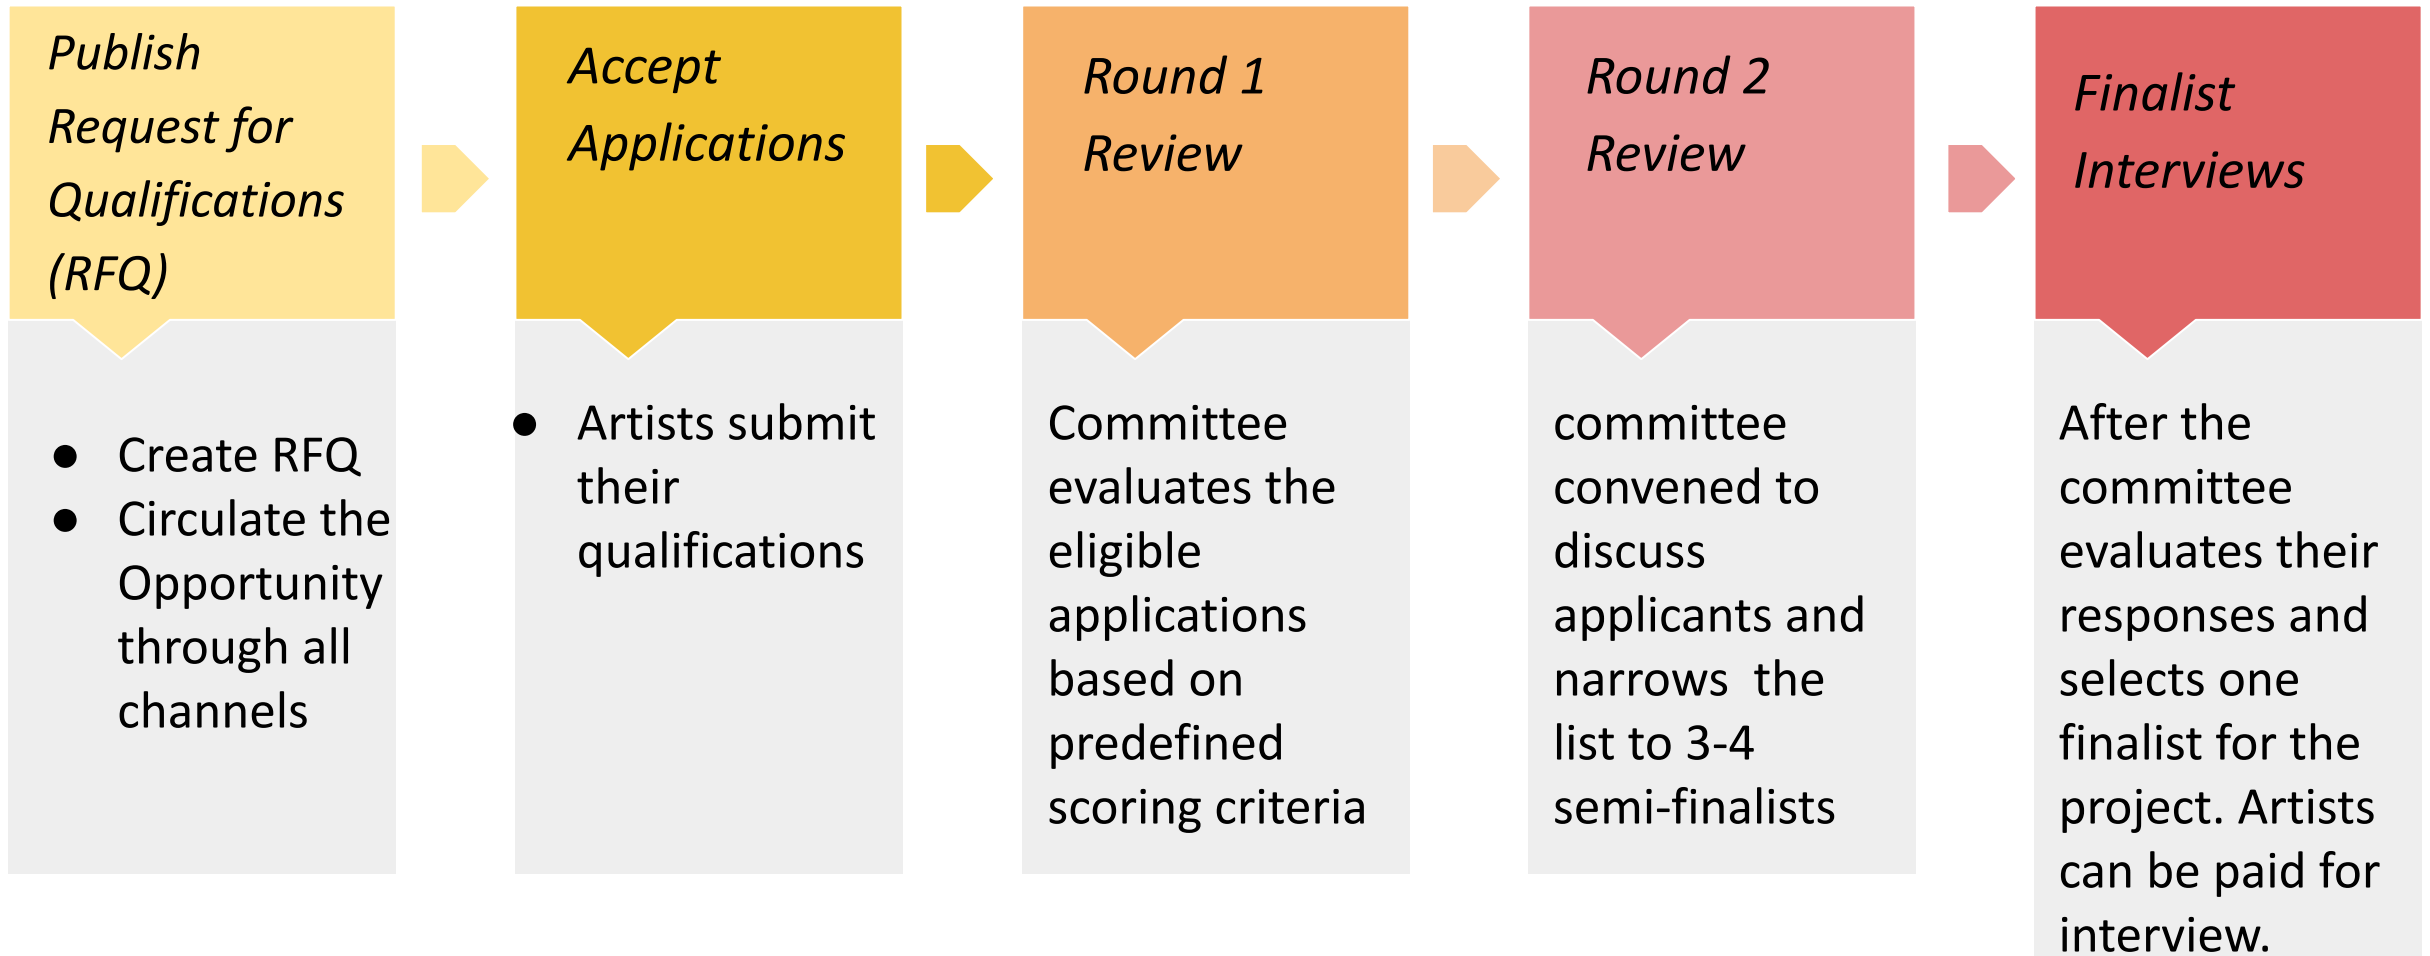 Publish
Request for
Qualifications
(RFQ)
● Create RFQ
● Circulate the
Opportunity
through all
channels
Accept
Applications
● Artists submit
their
qualifications
Round 1
Review
Committee
evaluates the
eligible
applications
based on
predefined
scoring criteria
Round 2
Review
committee
convened to
discuss
applicants and
narrows  the
list to 3-4
semi-finalists
Finalist
Interviews
After the
committee
evaluates their
responses and
selects one
finalist for the
project. Artists
can be paid for
interview.